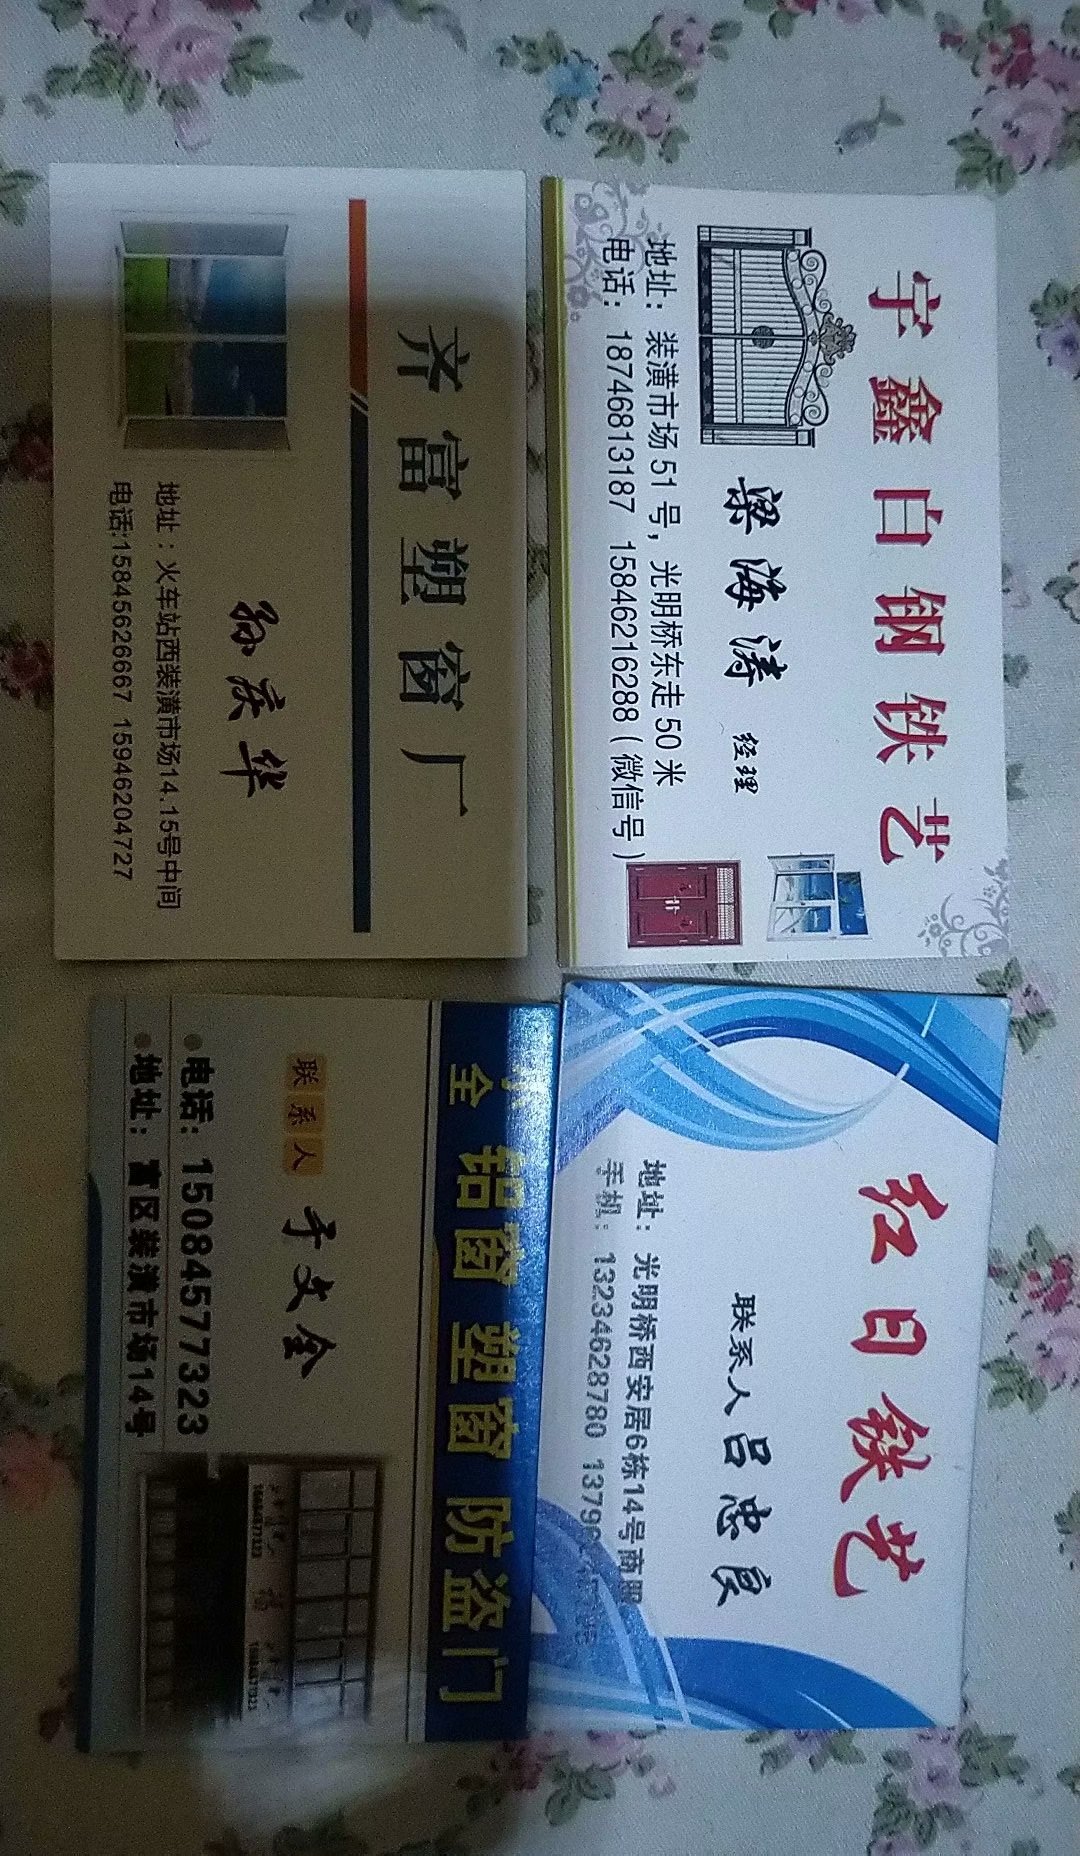 宇鑫白钢铁艺
梁海涛 经理
地址：装潢市场51号，光明桥东走50米
电话：18746813187 15846216288（微信号）
红日铁艺
联系人 吕忠良
地址：光明桥西安居6栋14号商服
手机：13234628780
齐富塑窗厂
孙庆华
地址：火车站西装潢市场14.15号中间
电话:15845626667 15946204727
全铝窗 塑窗 防盗门
联系人 于文会
电话：15084577323
地址：富区装潢市场14号